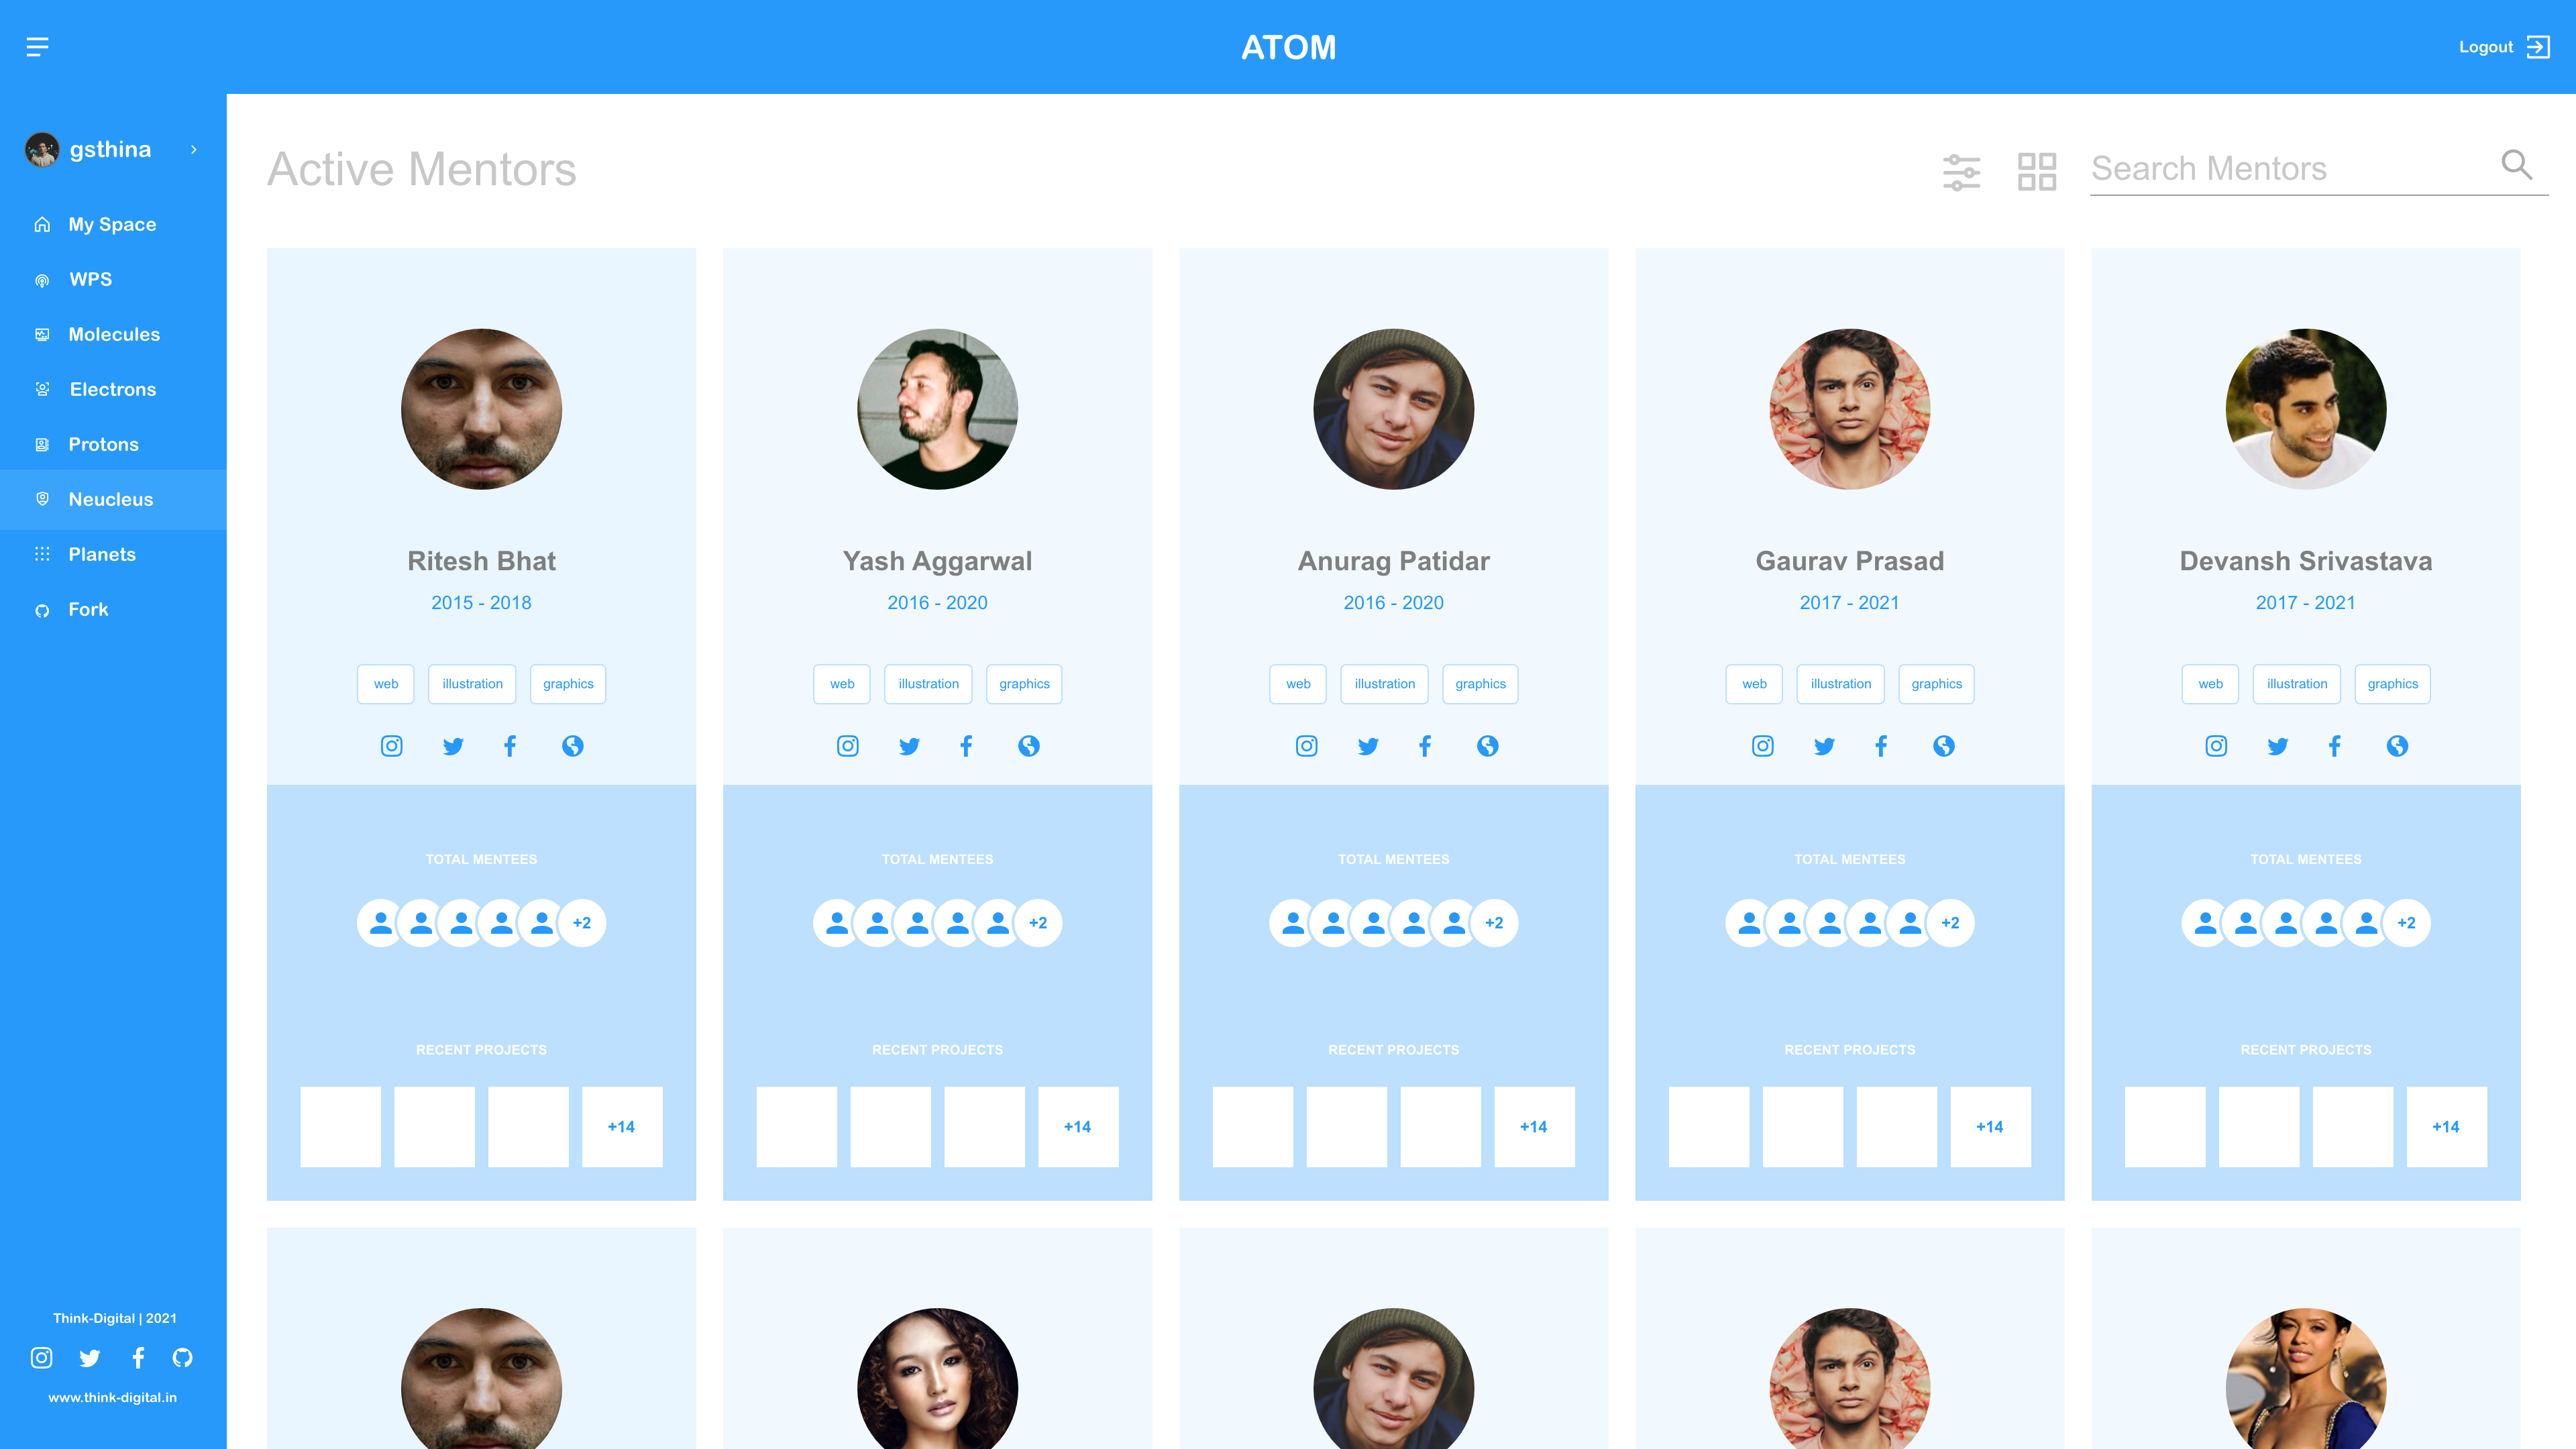 ATOM
Logout
gsthina
My Space
WPS
Molecules
Electrons
Protons
Neucleus
Planets
Fork
Think-Digital | 2021
www.think-digital.in
Active Mentors
Search Mentors
Ritesh Bhat
2015 - 2018
web illustration graphics
TOTAL MENTEES
+2
RECENT PROJECTS
+14
Yash Aggarwal
2016 - 2020
web illustration graphics
TOTAL MENTEES
+2
RECENT PROJECTS
+14
Anurag Patidar
2016 - 2020
web illustration graphics
TOTAL MENTEES
+2
RECENT PROJECTS
+14
Gaurav Prasad
2017 - 2021
web illustration graphics
TOTAL MENTEES
+2
RECENT PROJECTS
+14
Devansh Srivastava
2017 - 2021
web illustration graphics
TOTAL MENTEES
+2
RECENT PROJECTS
+14